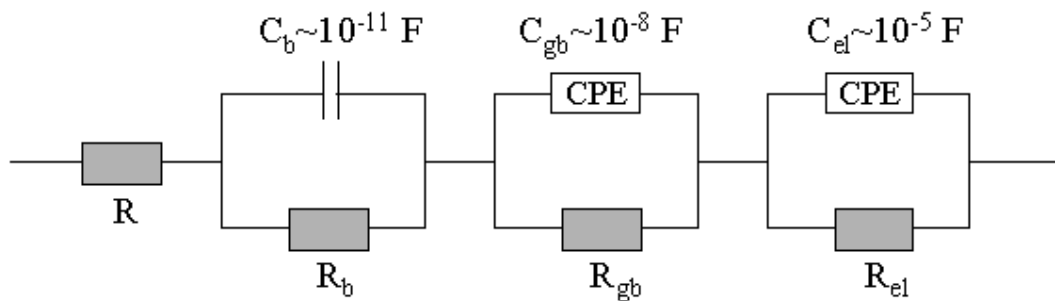 C_b~10^-11 F
C_gb~10^-8 F
C_el~10^-5 F
CPE
CPE
R
R_b
R_gb
R_el